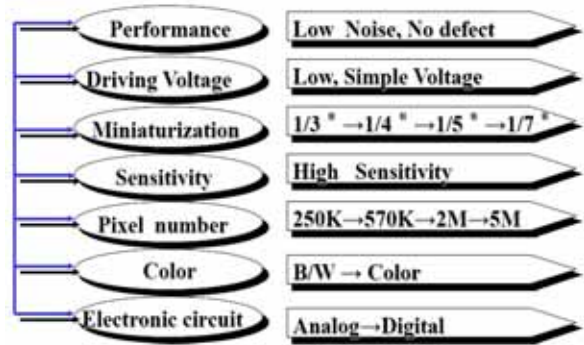 Performance Low Noise, No defect
Driving Voltage Low, Simple Voltage
Miniaturization 1/3 " →1/4 " →1/5 " →1/7 "
Sensitivity High Sensitivity
Pixel number 250K→570K→2M→5M
Color B/W → Color
Electronic circuit Analog→Digital